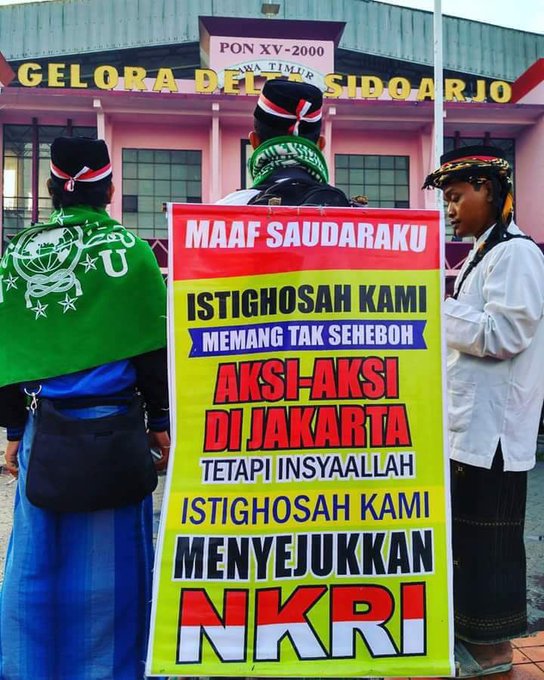 PON XV-2000
JAWA TIMUR
GELORA DELTA SIDOARJO
NU
MAAF SAUDARAKU
ISTIGHOSAH KAMI
MEMANG TAK SEHEBOH
AKSI-AKSI
DI JAKARTA
TETAPI INSYAALLAH
ISTIGHOSAH KAMI
MENYEJUKKAN
NKRI